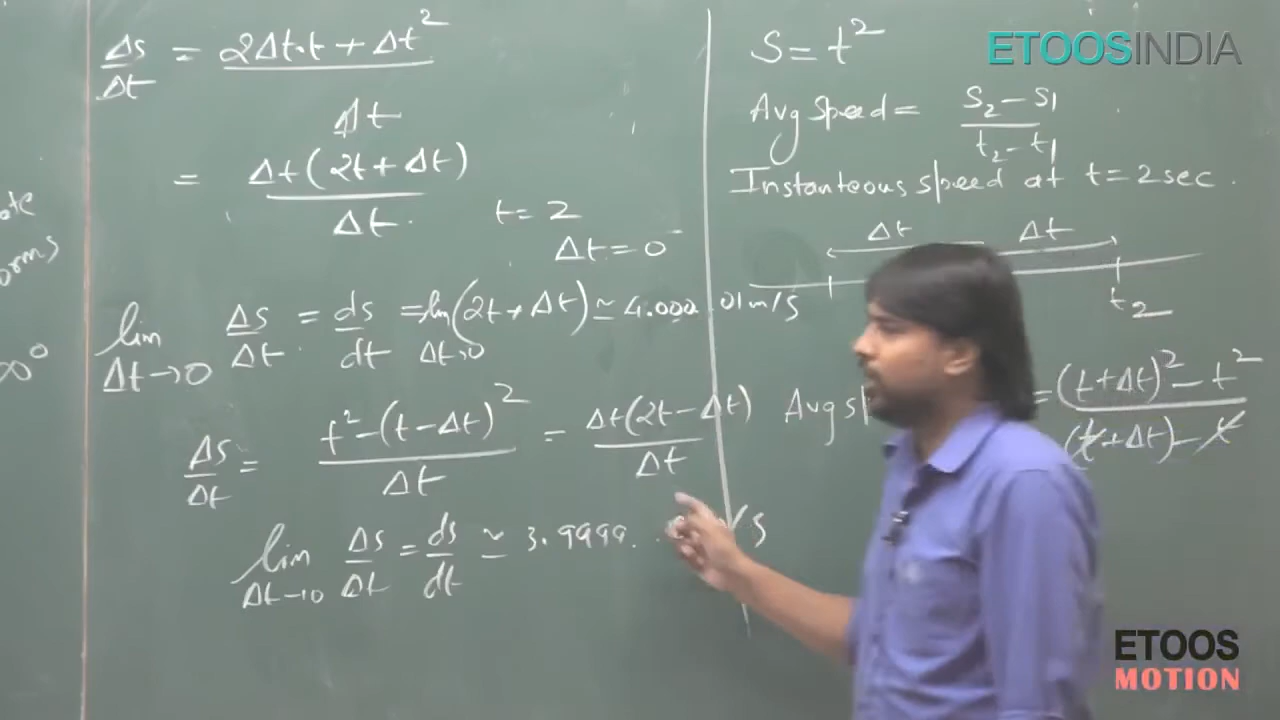 Δs/Δt = (2Δt·t + Δt²)/Δt
= Δt(2t + Δt)/Δt
t = 2
Δt = 0
lim Δt→0 Δs/Δt = ds/dt = (2t + Δt) ≃ 4.000 . 01 m/s
Δt→0
Δs/Δt = (t² - (t - Δt)²)/Δt = Δt(2t - Δt)/Δt
lim Δt→0 Δs/Δt = ds/dt ≃ 3.9999.
S = t²
Avg speed = (S₂ - S₁)/(t₂ - t₁)
Instanteous speed at t = 2 sec.
Δt Δt
t₂
Avg sp = ((t + Δt)² - t²)/((t + Δt) - t)
ETOOSINDIA
ETOOS
MOTION